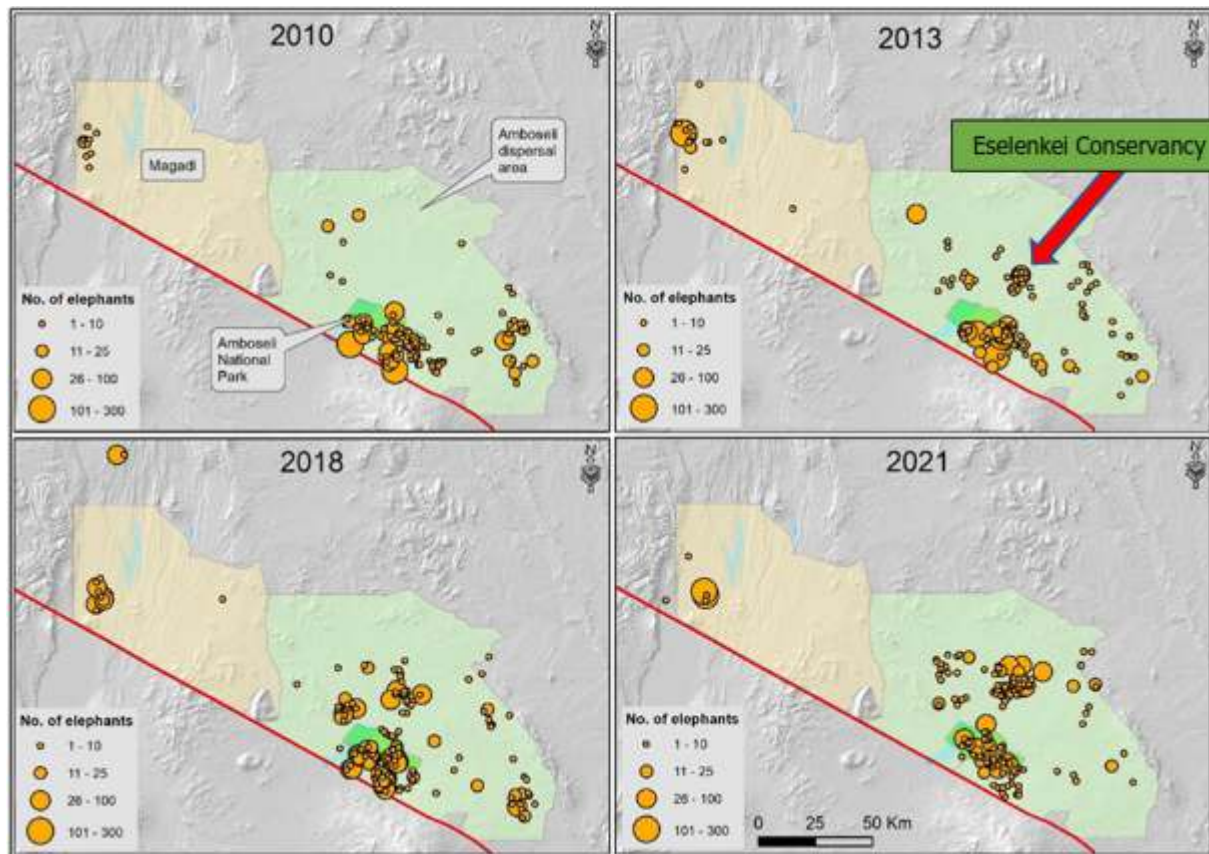 2010
N
Magadi
Amboseli
dispersal
area
Amboseli
National
Park
No. of elephants
1 - 10
11 - 25
26 - 100
101 - 300
2013
N
Eselenkei Conservancy
No. of elephants
1 - 10
11 - 25
26 - 100
101 - 300
2018
N
No. of elephants
1 - 10
11 - 25
26 - 100
101 - 300
2021
N
No. of elephants
1 - 10
11 - 25
26 - 100
101 - 300
0 25 50 Km